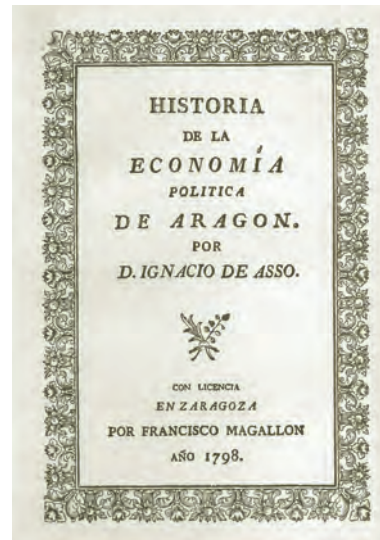 HISTORIA
DE LA
ECONOMÍA
POLITICA
DE ARAGON.
POR
D. IGNACIO DE ASSO.
CON LICENCIA
EN ZARAGOZA
POR FRANCISCO MAGALLON
AÑO 1798.